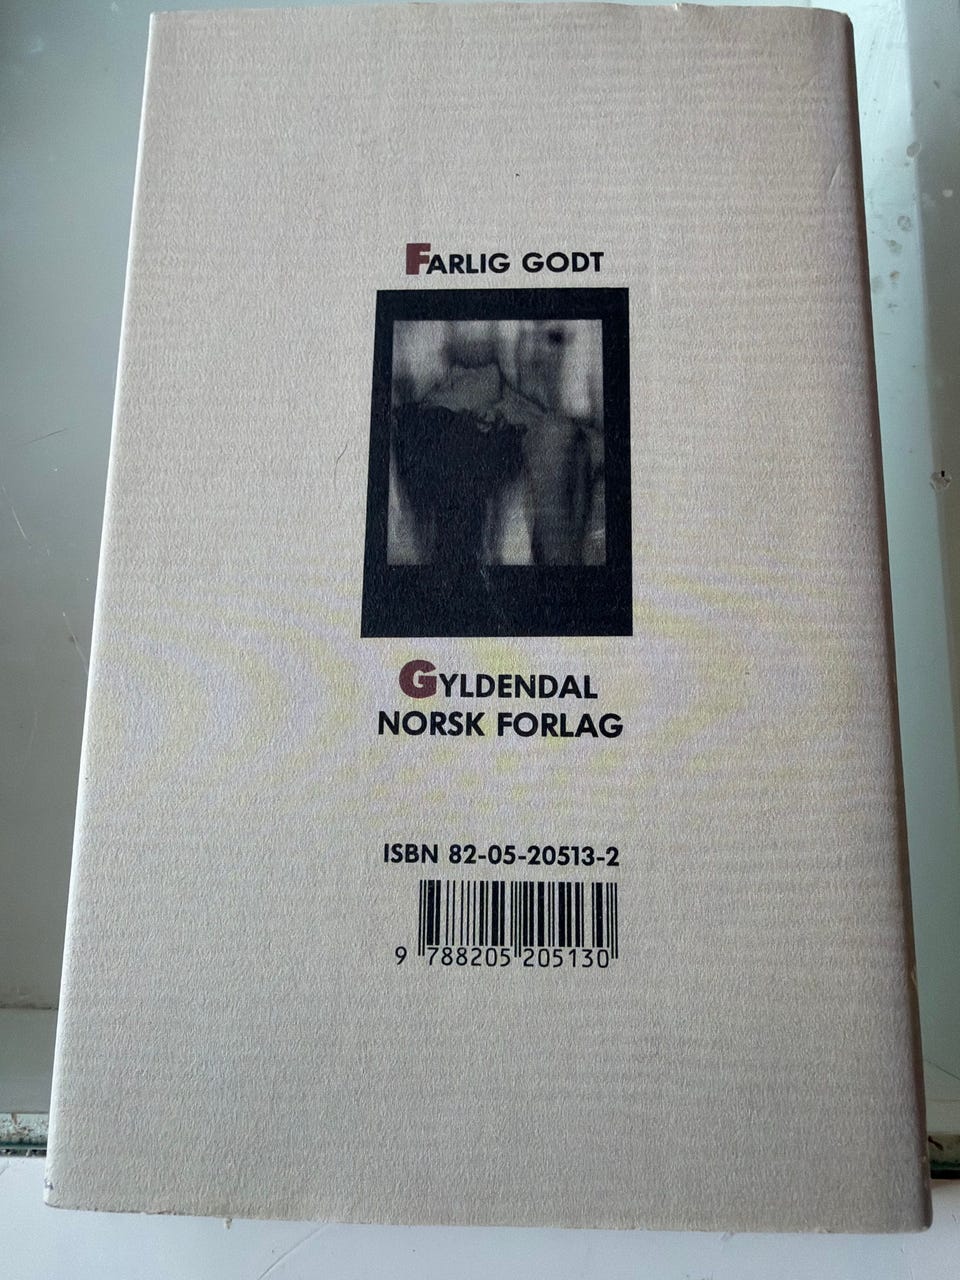 FARLIG GODT
GYLDENDAL
NORSK FORLAG
ISBN 82-05-20513-2
9 788205 205130